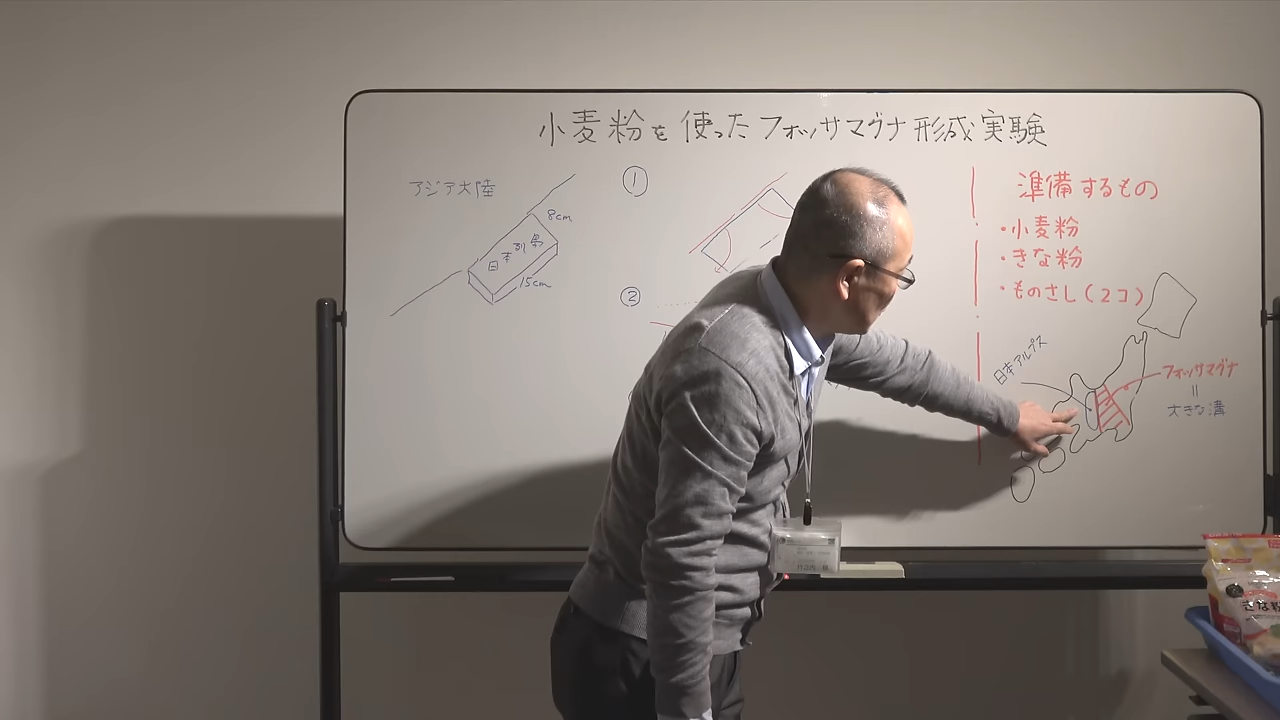 小麦粉を使ったフォッサマグナ形成実験
アジア大陸
8cm
日本列島
15cm
①
②
準備するもの
・小麦粉
・きな粉
・ものさし(2コ)
日本アルプス
フォッサマグナ
=
大きな溝
きな粉